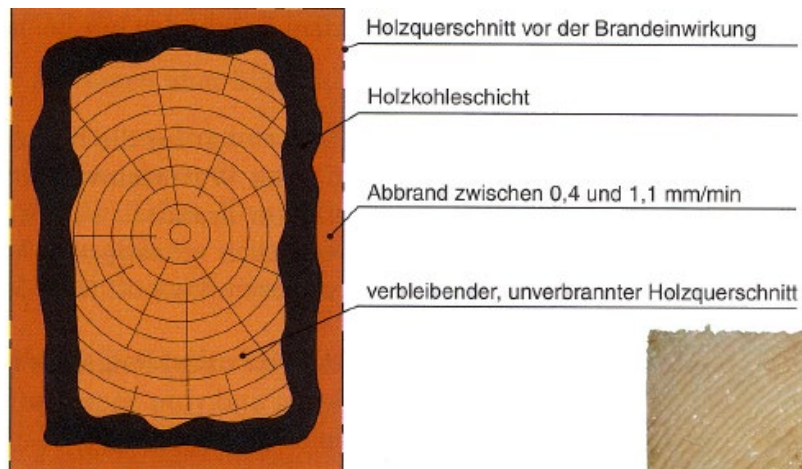 Holzquerschnitt vor der Brandeinwirkung
Holzkohleschicht
Abbrand zwischen 0,4 und 1,1 mm/min
verbleibender, unverbrannter Holzquerschnitt